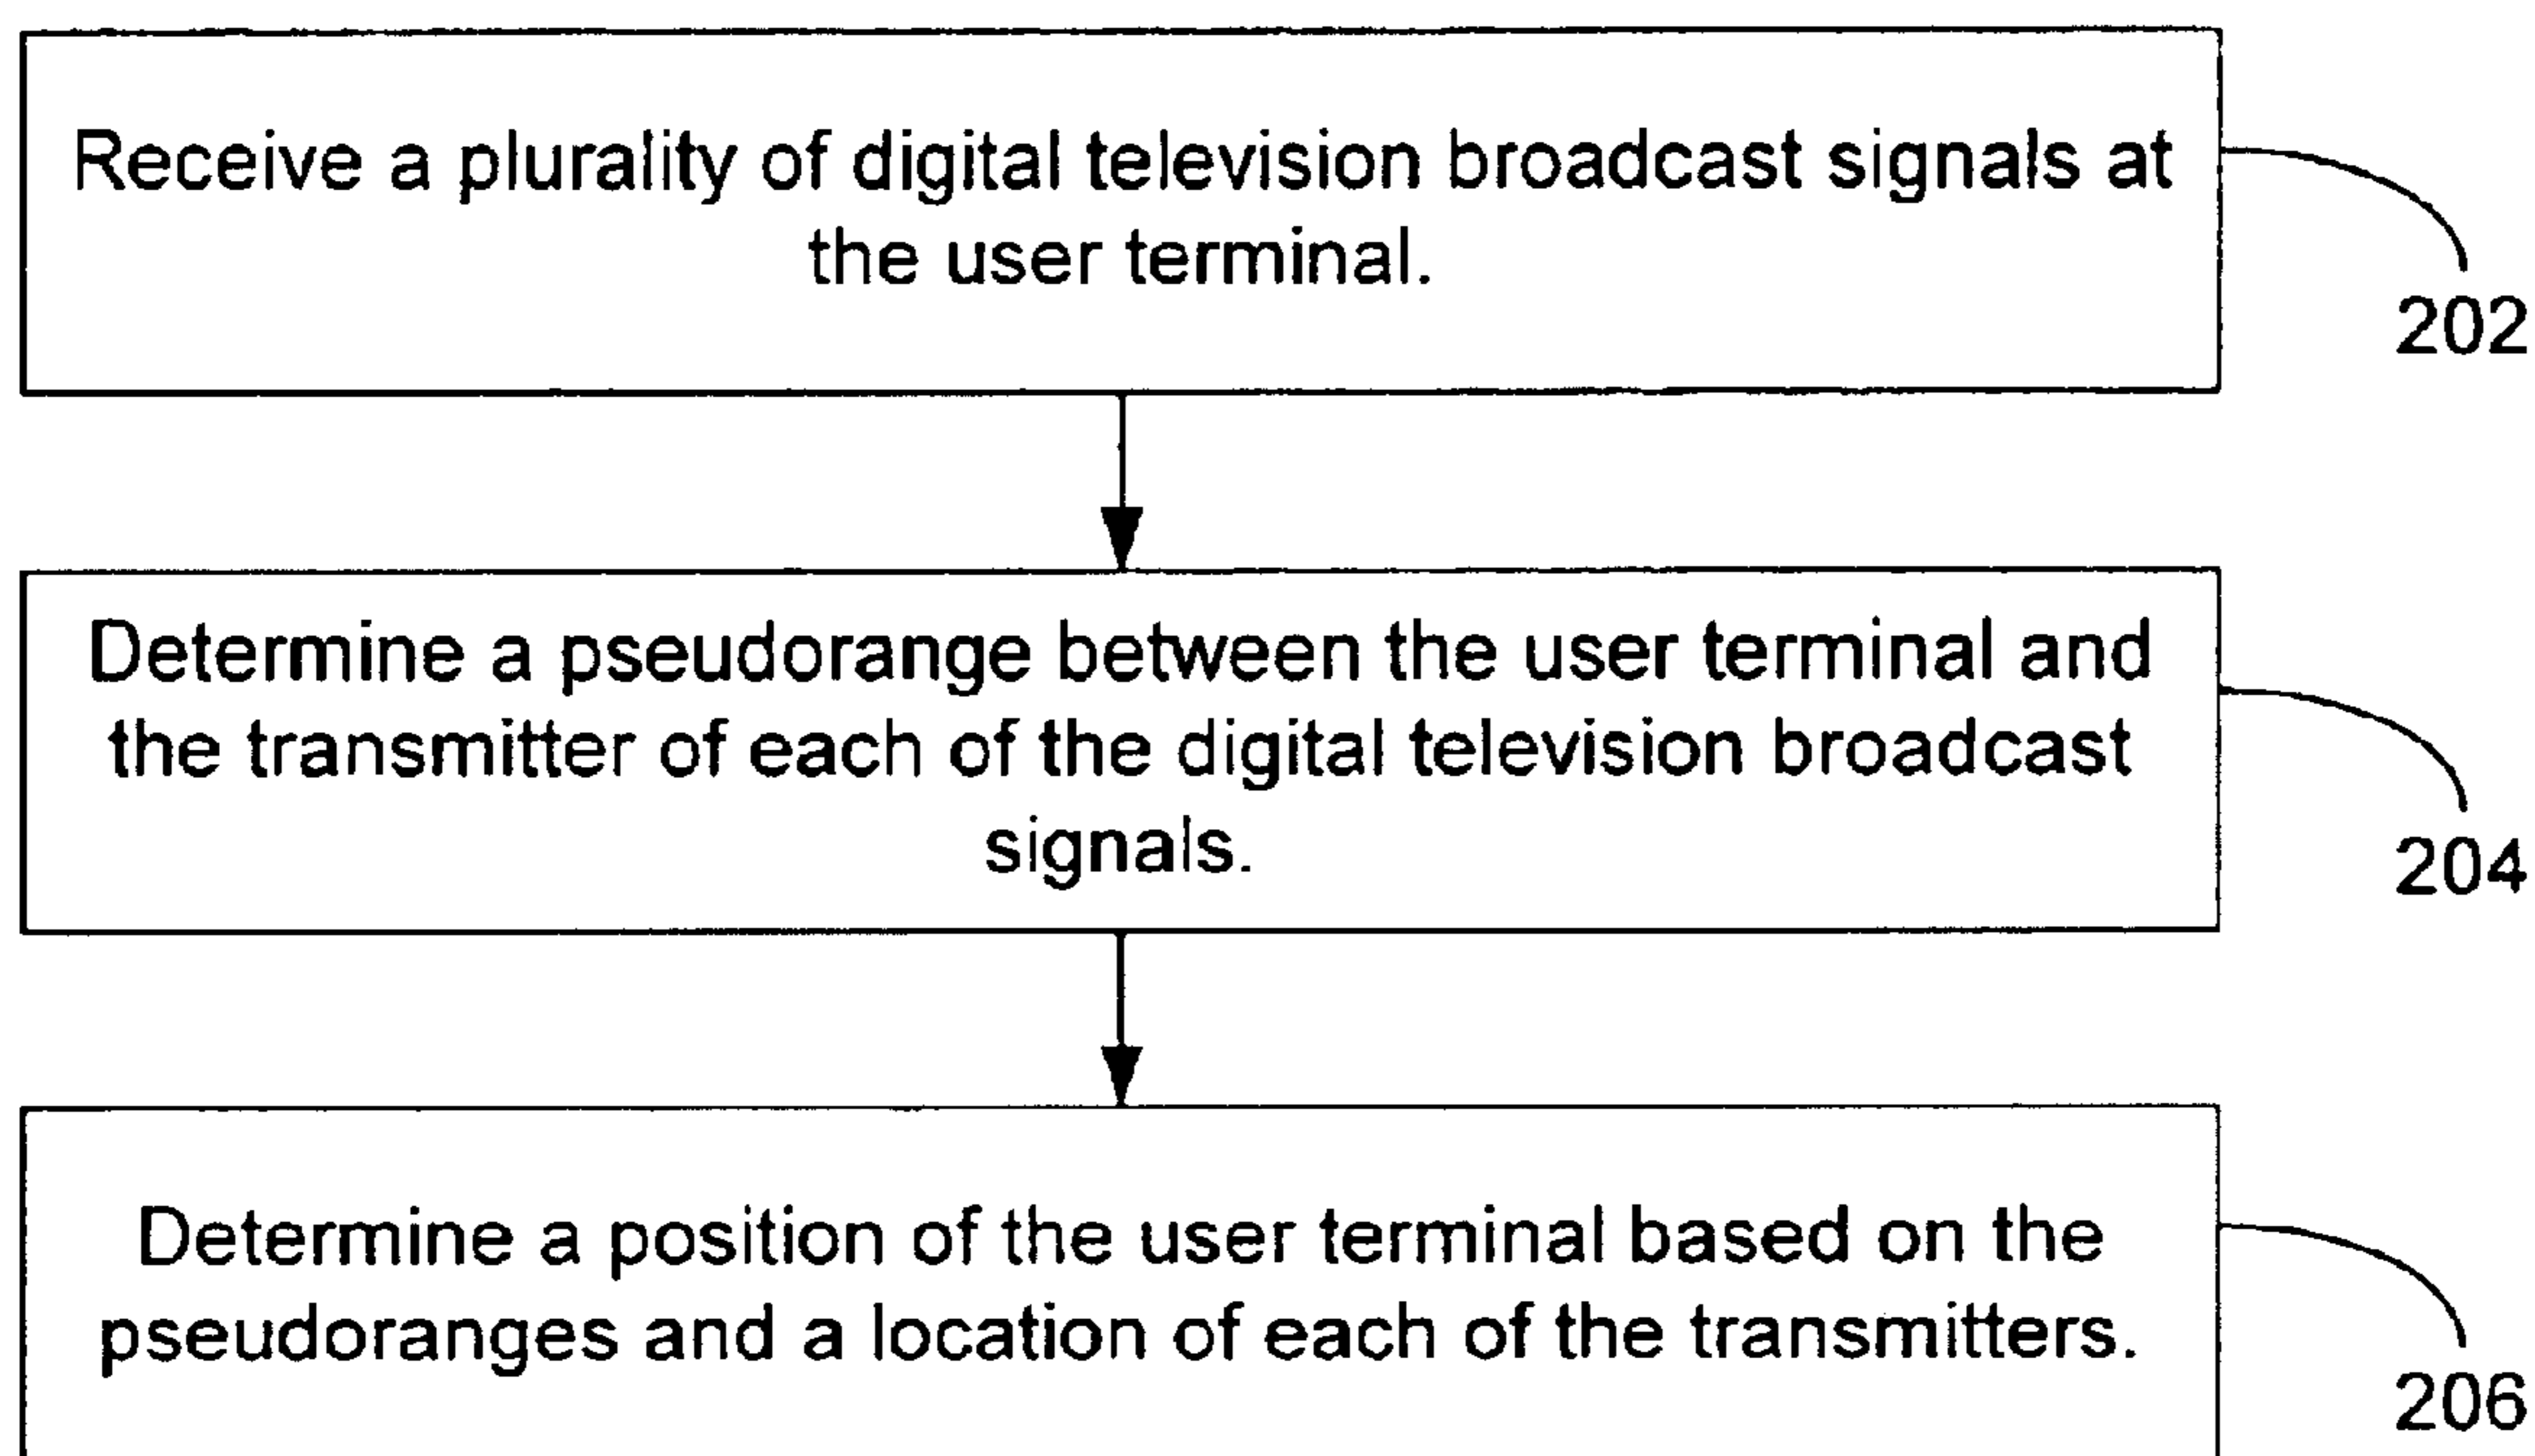 Receive a plurality of digital television broadcast signals at
the user terminal.
202
Determine a pseudorange between the user terminal and
the transmitter of each of the digital television broadcast
signals.
204
Determine a position of the user terminal based on the
pseudoranges and a location of each of the transmitters.
206